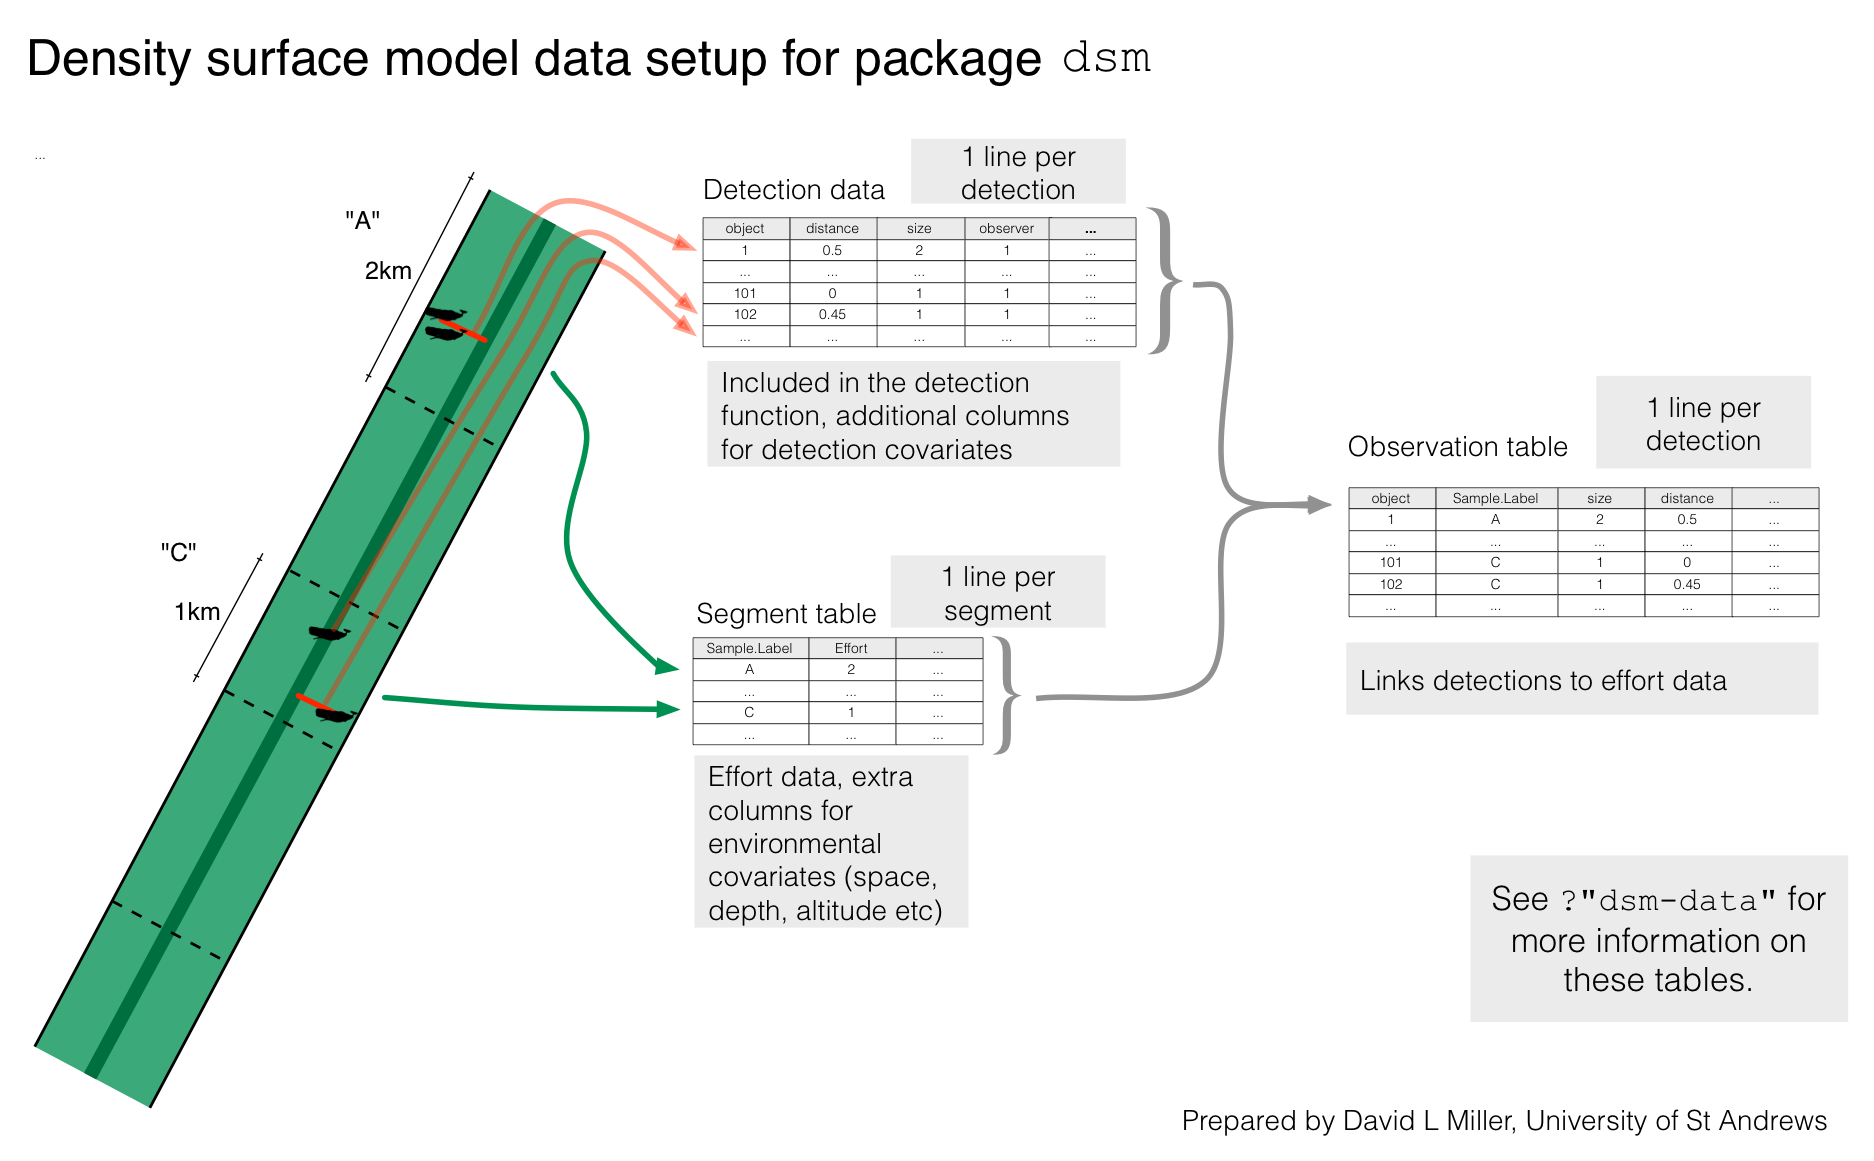 Density surface model data setup for package dsm
...
"A"
2km
"C"
1km
Detection data
1 line per
detection
object distance size observer ...
1 0.5 2 1 ...
... ... ... ... ...
101 0 1 1 ...
102 0.45 1 1 ...
... ... ... ... ...
Included in the detection
function, additional columns
for detection covariates
Segment table
1 line per
segment
Sample.Label Effort ...
A 2 ...
... ... ...
C 1 ...
... ... ...
Effort data, extra
columns for
environmental
covariates (space,
depth, altitude etc)
Observation table
1 line per
detection
object Sample.Label size distance ...
1 A 2 0.5 ...
... ... ... ... ...
101 C 1 0 ...
102 C 1 0.45 ...
... ... ... ... ...
Links detections to effort data
See ?"dsm-data" for
more information on
these tables.
Prepared by David L Miller, University of St Andrews